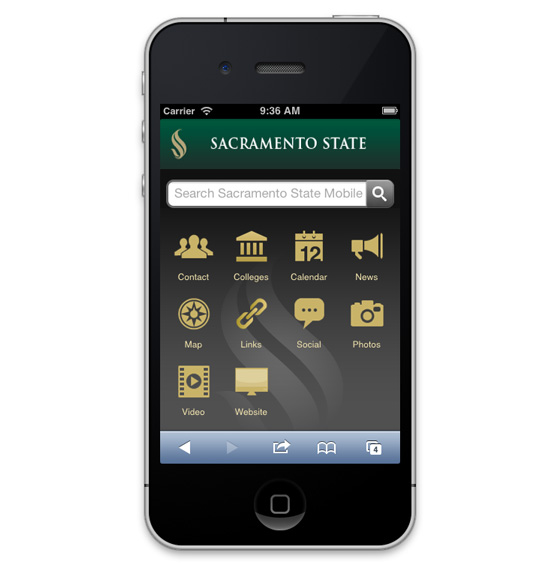 Carrier 9:36 AM
SACRAMENTO STATE
Search Sacramento State Mobile
12
Contact Colleges Calendar News
Map Links Social Photos
Video Website
4